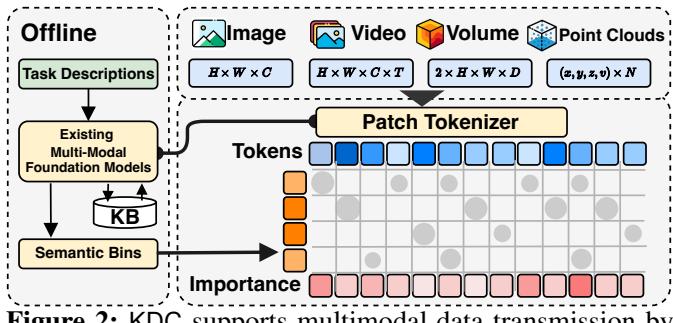 Offline
Task Descriptions
Existing
Multi-Modal
Foundation Models
KB
Semantic Bins
Image
Video
Volume
Point Clouds
H × W × C
H × W × C × T
2 × H × W × D
(x, y, z, v) × N
Patch Tokenizer
Tokens
Importance
Figure 2: KDC supports multimodal data transmission by